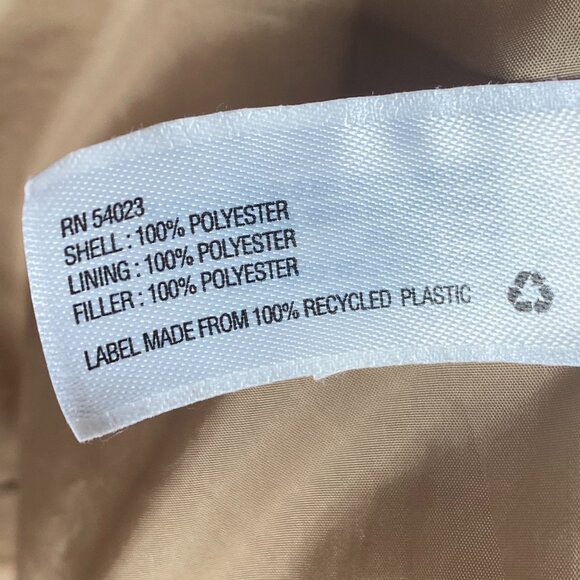 RN 54023
SHELL : 100% POLYESTER
LINING : 100% POLYESTER
FILLER : 100% POLYESTER
LABEL MADE FROM 100% RECYCLED PLASTIC